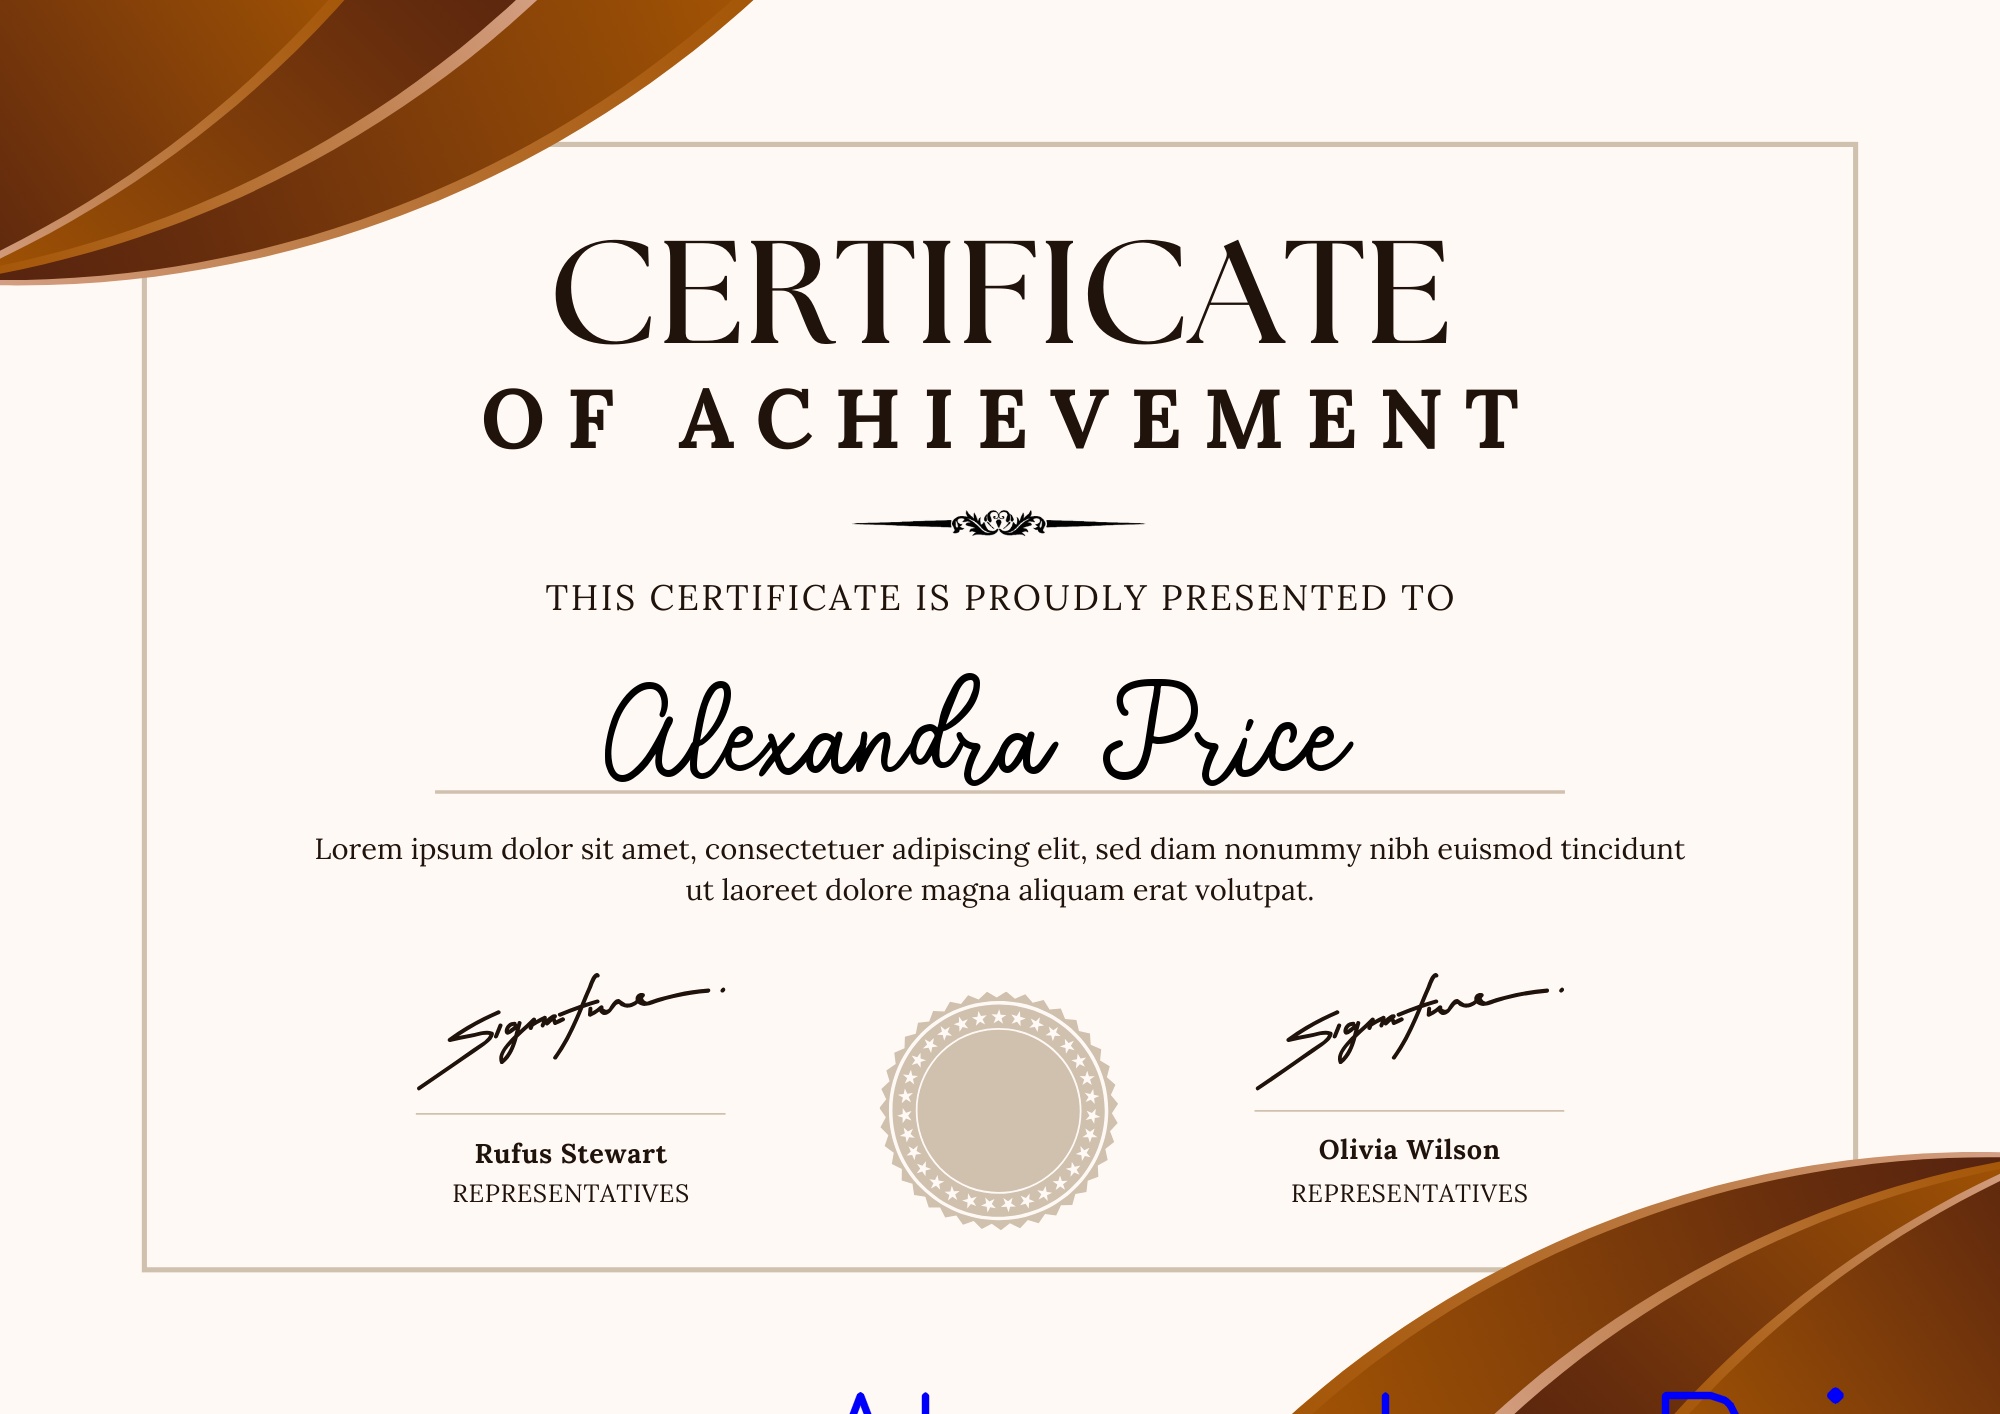 CERTIFICATE
OF ACHIEVEMENT
THIS CERTIFICATE IS PROUDLY PRESENTED TO
Alexandra Price
Lorem ipsum dolor sit amet, consectetuer adipiscing elit, sed diam nonummy nibh euismod tincidunt
ut laoreet dolore magna aliquam erat volutpat.
Signature
Signature
Rufus Stewart
Olivia Wilson
REPRESENTATIVES
REPRESENTATIVES